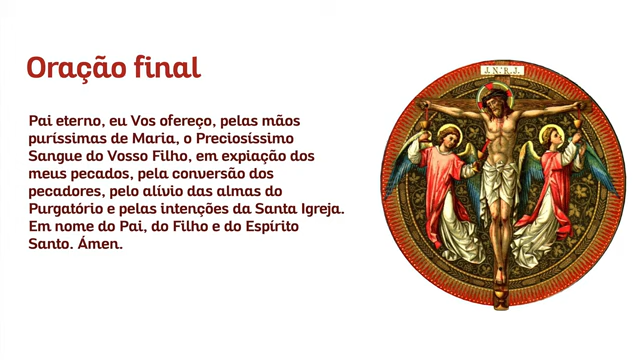 Oração final
Pai eterno, eu Vos ofereço, pelas mãos
puríssimas de Maria, o Preciosíssimo
Sangue do Vosso Filho, em expiação dos
meus pecados, pela conversão dos
pecadores, pelo alívio das almas do
Purgatório e pelas intenções da Santa Igreja.
Em nome do Pai, do Filho e do Espírito
Santo. Ámen.
J.N.R.J.